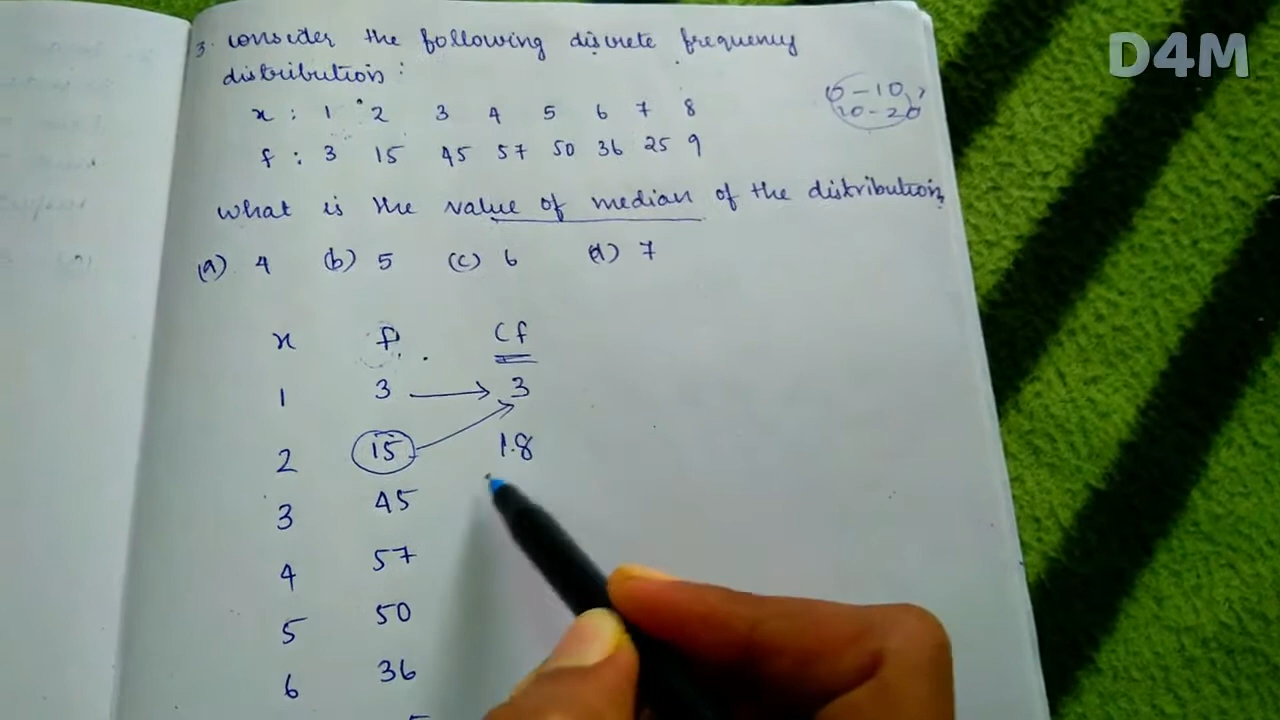 D4M
3. consider the following discrete frequency
distribution:
0-10,
10-20
x : 1 2 3 4 5 6 7 8
f : 3 15 45 57 50 36 25 9
what is the value of median of the distribution,
(a) 4 (b) 5 (c) 6 (d) 7
x f Cf
1 3 3
2 15 18
3 45
4 57
5 50
6 36